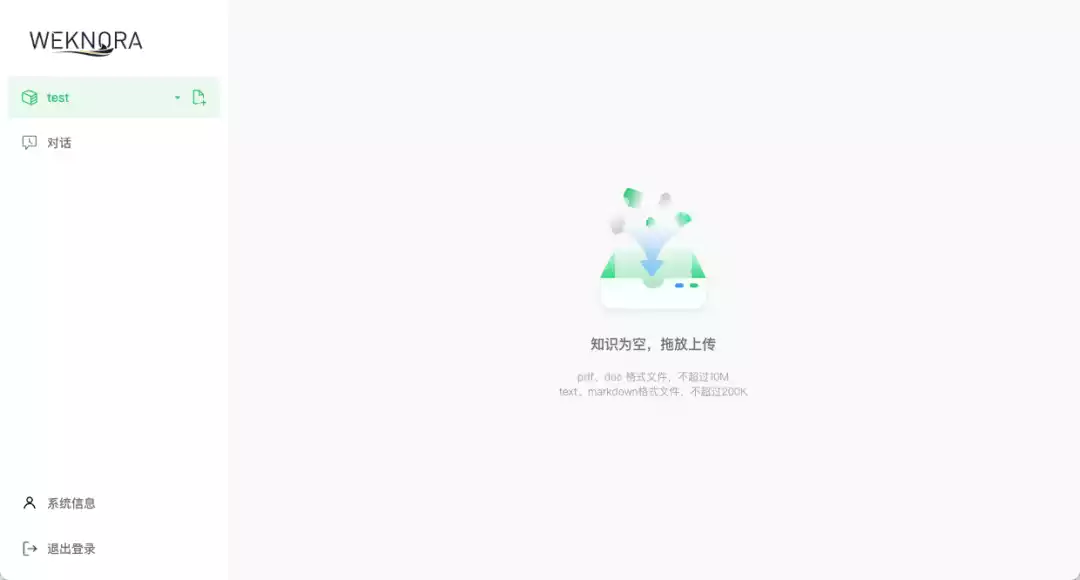 WEKNORA
test
对话
知识为空，拖放上传
pdf、doc 格式文件，不超过10M
text、markdown格式文件，不超过200K
系统信息
退出登录